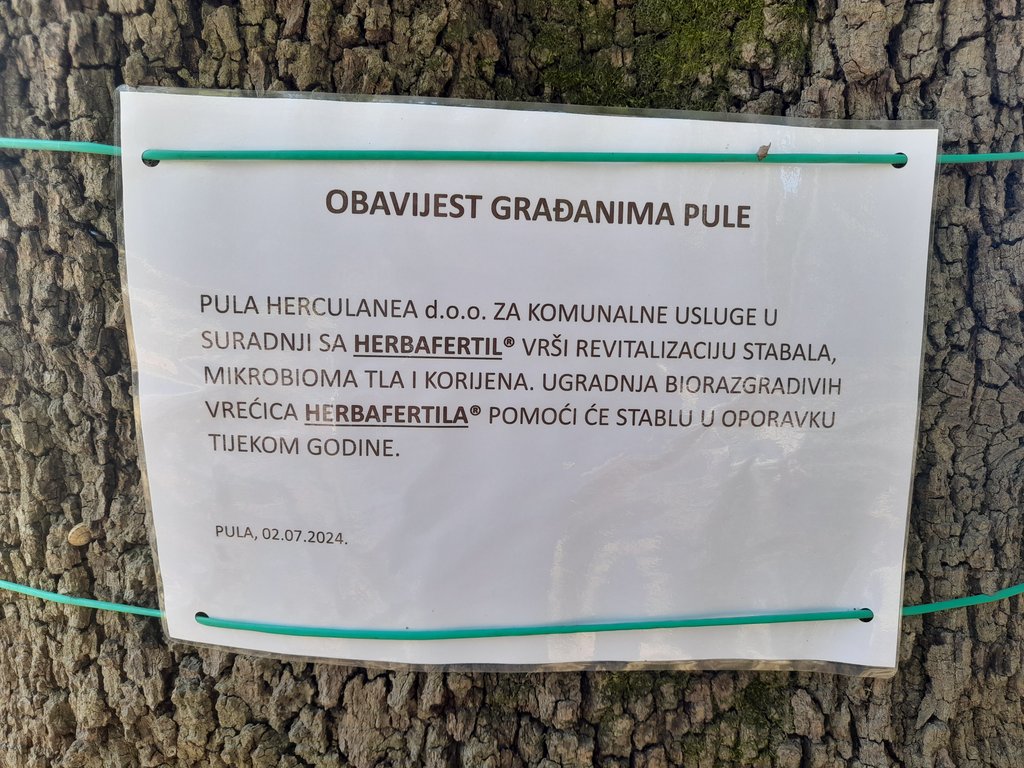 OBAVIJEST GRAĐANIMA PULE
PULA HERCULANEA d.o.o. ZA KOMUNALNE USLUGE U
SURADNJI SA HERBAFERTIL® VRŠI REVITALIZACIJU STABALA,
MIKROBIOMA TLA I KORIJENA. UGRADNJA BIORAZGRADIVIH
VREĆICA HERBAFERTILA® POMOĆI ĆE STABLU U OPORAVKU
TIJEKOM GODINE.
PULA, 02.07.2024.